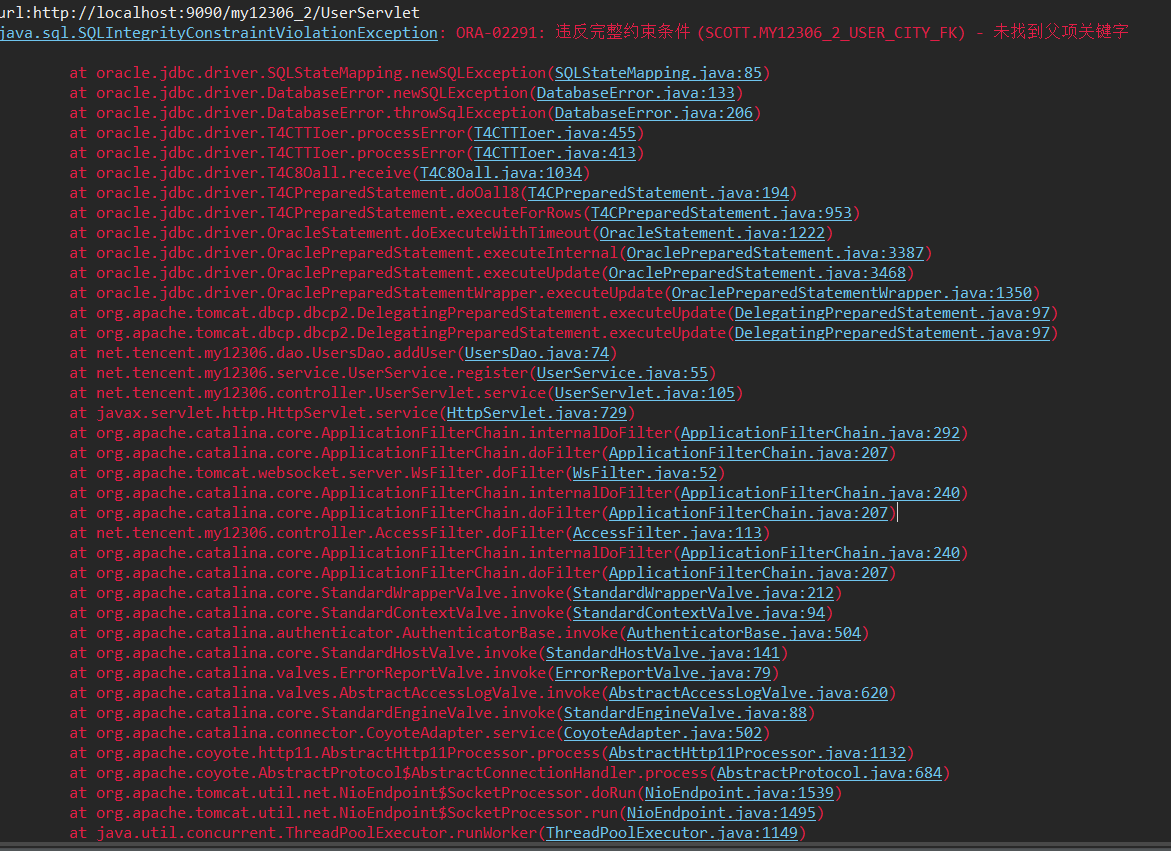 url:http://localhost:9090/my12306_2/UserServlet
java.sql.SQLIntegrityConstraintViolationException: ORA-02291: 违反完整约束条件 (SCOTT.MY12306_2_USER_CITY_FK) - 未找到父项关键字
at oracle.jdbc.driver.SQLStateMapping.newSQLException(SQLStateMapping.java:85)
at oracle.jdbc.driver.DatabaseError.newSQLException(DatabaseError.java:133)
at oracle.jdbc.driver.DatabaseError.throwSqlException(DatabaseError.java:206)
at oracle.jdbc.driver.T4CTTIoer.processError(T4CTTIoer.java:455)
at oracle.jdbc.driver.T4CTTIoer.processError(T4CTTIoer.java:413)
at oracle.jdbc.driver.T4C8Oall.receive(T4C8Oall.java:1034)
at oracle.jdbc.driver.T4CPreparedStatement.doOall8(T4CPreparedStatement.java:194)
at oracle.jdbc.driver.T4CPreparedStatement.executeForRows(T4CPreparedStatement.java:953)
at oracle.jdbc.driver.OracleStatement.doExecuteWithTimeout(OracleStatement.java:1222)
at oracle.jdbc.driver.OraclePreparedStatement.executeInternal(OraclePreparedStatement.java:3387)
at oracle.jdbc.driver.OraclePreparedStatement.executeUpdate(OraclePreparedStatement.java:3468)
at oracle.jdbc.driver.OraclePreparedStatementWrapper.executeUpdate(OraclePreparedStatementWrapper.java:1350)
at org.apache.tomcat.dbcp.dbcp2.DelegatingPreparedStatement.executeUpdate(DelegatingPreparedStatement.java:97)
at org.apache.tomcat.dbcp.dbcp2.DelegatingPreparedStatement.executeUpdate(DelegatingPreparedStatement.java:97)
at net.tencent.my12306.dao.UsersDao.addUser(UsersDao.java:74)
at net.tencent.my12306.service.UserService.register(UserService.java:55)
at net.tencent.my12306.controller.UserServlet.service(UserServlet.java:105)
at javax.servlet.http.HttpServlet.service(HttpServlet.java:729)
at org.apache.catalina.core.ApplicationFilterChain.internalDoFilter(ApplicationFilterChain.java:292)
at org.apache.catalina.core.ApplicationFilterChain.doFilter(ApplicationFilterChain.java:207)
at org.apache.tomcat.websocket.server.WsFilter.doFilter(WsFilter.java:52)
at org.apache.catalina.core.ApplicationFilterChain.internalDoFilter(ApplicationFilterChain.java:240)
at org.apache.catalina.core.ApplicationFilterChain.doFilter(ApplicationFilterChain.java:207)
at net.tencent.my12306.controller.AccessFilter.doFilter(AccessFilter.java:113)
at org.apache.catalina.core.ApplicationFilterChain.internalDoFilter(ApplicationFilterChain.java:240)
at org.apache.catalina.core.ApplicationFilterChain.doFilter(ApplicationFilterChain.java:207)
at org.apache.catalina.core.StandardWrapperValve.invoke(StandardWrapperValve.java:212)
at org.apache.catalina.core.StandardContextValve.invoke(StandardContextValve.java:94)
at org.apache.catalina.authenticator.AuthenticatorBase.invoke(AuthenticatorBase.java:504)
at org.apache.catalina.core.StandardHostValve.invoke(StandardHostValve.java:141)
at org.apache.catalina.valves.ErrorReportValve.invoke(ErrorReportValve.java:79)
at org.apache.catalina.valves.AbstractAccessLogValve.invoke(AbstractAccessLogValve.java:620)
at org.apache.catalina.core.StandardEngineValve.invoke(StandardEngineValve.java:88)
at org.apache.catalina.connector.CoyoteAdapter.service(CoyoteAdapter.java:502)
at org.apache.coyote.http11.AbstractHttp11Processor.process(AbstractHttp11Processor.java:1132)
at org.apache.coyote.AbstractProtocol$AbstractConnectionHandler.process(AbstractProtocol.java:684)
at org.apache.tomcat.util.net.NioEndpoint$SocketProcessor.doRun(NioEndpoint.java:1539)
at org.apache.tomcat.util.net.NioEndpoint$SocketProcessor.run(NioEndpoint.java:1495)
at java.util.concurrent.ThreadPoolExecutor.runWorker(ThreadPoolExecutor.java:1149)